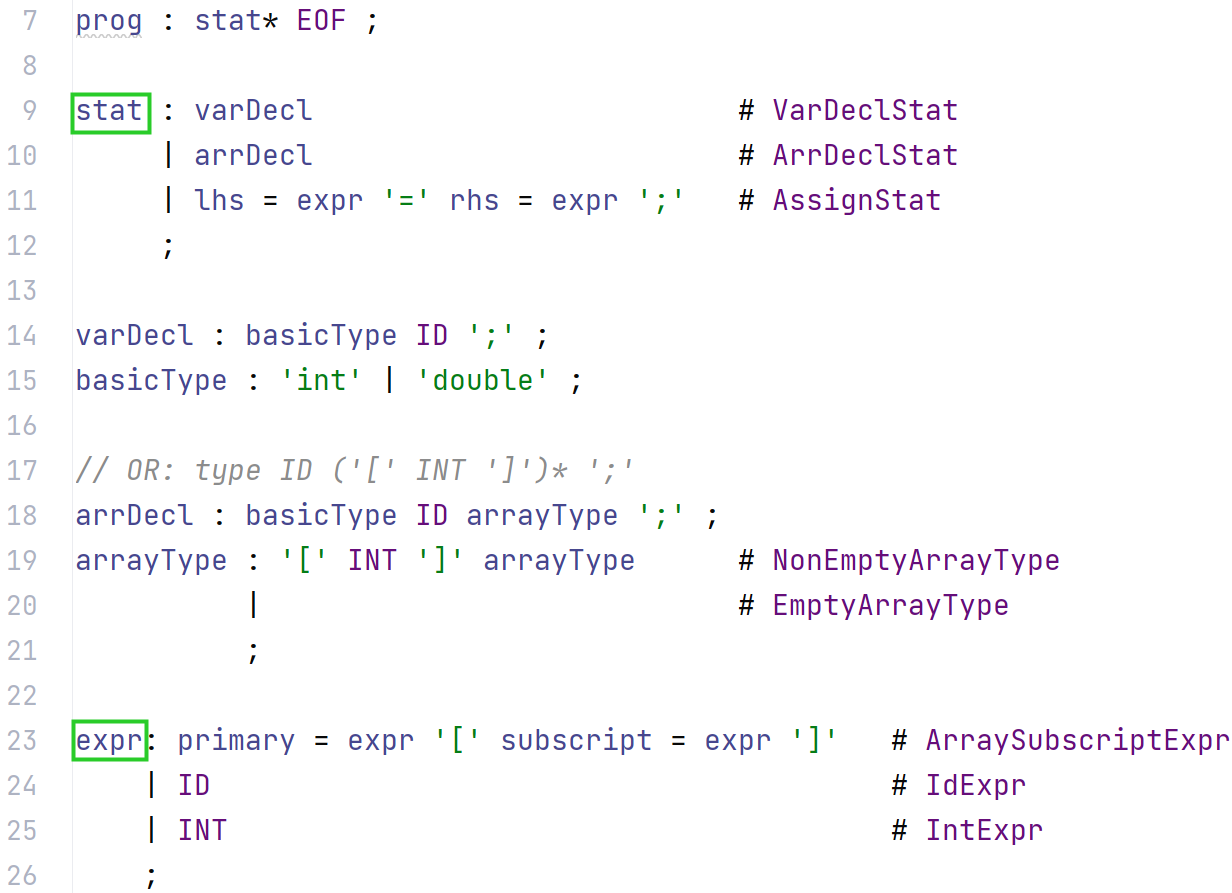 7 prog : stat* EOF ;
8
9 stat : varDecl # VarDeclStat
10 | arrDecl # ArrDeclStat
11 | lhs = expr '=' rhs = expr ';' # AssignStat
12 ;
13
14 varDecl : basicType ID ';' ;
15 basicType : 'int' | 'double' ;
16
17 // OR: type ID ('[' INT ']')* ';'
18 arrDecl : basicType ID arrayType ';' ;
19 arrayType : '[' INT ']' arrayType # NonEmptyArrayType
20 | # EmptyArrayType
21 ;
22
23 expr: primary = expr '[' subscript = expr ']' # ArraySubscriptExpr
24 | ID # IdExpr
25 | INT # IntExpr
26 ;